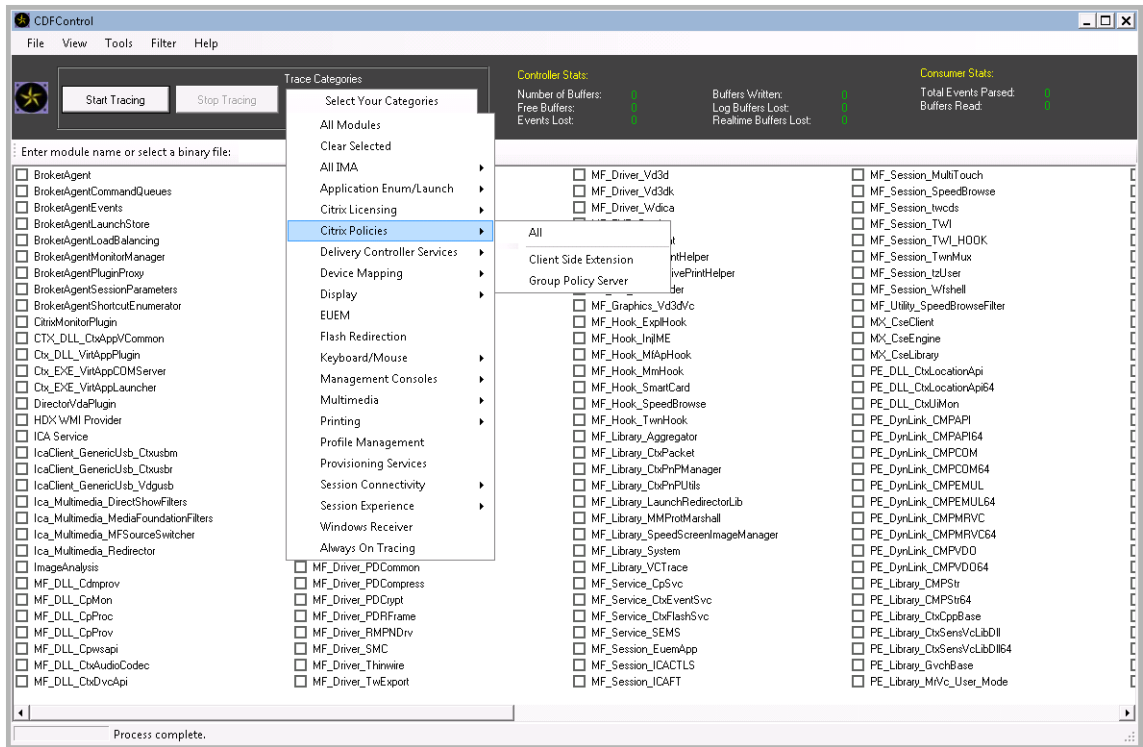 CDFControl
File View Tools Filter Help
Trace Categories
Start Tracing
Stop Tracing
Select Your Categories
Controller Stats:
Number of Buffers: 0
Free Buffers: 0
Events Lost: 0
Buffers Written: 0
Log Buffers Lost: 0
Realtime Buffers Lost: 0
Consumer Stats:
Total Events Parsed: 0
Buffers Read: 0
Enter module name or select a binary file:
All Modules
Clear Selected
All IMA
Application Enum/Launch
Citrix Licensing
Citrix Policies
Delivery Controller Services
Device Mapping
Display
EUEM
Flash Redirection
Keyboard/Mouse
Management Consoles
Multimedia
Printing
Profile Management
Provisioning Services
Session Connectivity
Session Experience
Windows Receiver
Always On Tracing
All
Client Side Extension
Group Policy Server
BrokerAgent
BrokerAgentCommandQueues
BrokerAgentEvents
BrokerAgentLaunchStore
BrokerAgentLoadBalancing
BrokerAgentMonitorManager
BrokerAgentPluginProxy
BrokerAgentSessionParameters
BrokerAgentShortcutEnumerator
CitrixMonitorPlugin
CTX_DLL_CtxAppVCommon
Ctx_DLL_VirtAppPlugin
Ctx_EXE_VirtAppCOMServer
Ctx_EXE_VirtAppLauncher
DirectorVdaPlugin
HDX WMI Provider
ICA Service
IcaClient_GenericUsb_Ctxusbm
IcaClient_GenericUsb_Ctxusbr
IcaClient_GenericUsb_Vdgusb
Ica_Multimedia_DirectShowFilters
Ica_Multimedia_MediaFoundationFilters
Ica_Multimedia_MFSourceSwitcher
Ica_Multimedia_Redirector
ImageAnalysis
MF_DLL_Cdmprov
MF_DLL_CpMon
MF_DLL_CpProc
MF_DLL_CpProv
MF_DLL_Cpwsapi
MF_DLL_CtxAudioCodec
MF_DLL_CtxDvcApi
MF_Driver_PDCommon
MF_Driver_PDCompress
MF_Driver_PDCrypt
MF_Driver_PDRFrame
MF_Driver_RMPNDrv
MF_Driver_SMC
MF_Driver_Thinwire
MF_Driver_TwExport
MF_Driver_Vd3d
MF_Driver_Vd3dk
MF_Driver_Wdica
ntHelper
ivePrintHelper
der
MF_Graphics_Vd3dVc
MF_Hook_ExplHook
MF_Hook_InjIME
MF_Hook_MfApHook
MF_Hook_MmHook
MF_Hook_SmartCard
MF_Hook_SpeedBrowse
MF_Hook_TwnHook
MF_Library_Aggregator
MF_Library_CtxPacket
MF_Library_CtxPnPManager
MF_Library_CtxPnPUtils
MF_Library_LaunchRedirectorLib
MF_Library_MMProtMarshall
MF_Library_SpeedScreenImageManager
MF_Library_System
MF_Library_VCTrace
MF_Service_CpSvc
MF_Service_CtxEventSvc
MF_Service_CtxFlashSvc
MF_Service_SEMS
MF_Session_EuemApp
MF_Session_ICACTLS
MF_Session_ICAFT
MF_Session_MultiTouch
MF_Session_SpeedBrowse
MF_Session_twcds
MF_Session_TWI
MF_Session_TWI_HOOK
MF_Session_TwnMux
MF_Session_tzUser
MF_Session_Wfshell
MF_Utility_SpeedBrowseFilter
MX_CseClient
MX_CseEngine
MX_CseLibrary
PE_DLL_CtxLocationApi
PE_DLL_CtxLocationApi64
PE_DLL_CtxUiMon
PE_DynLink_CMPAPI
PE_DynLink_CMPAPI64
PE_DynLink_CMPCOM
PE_DynLink_CMPCOM64
PE_DynLink_CMPEMUL
PE_DynLink_CMPEMUL64
PE_DynLink_CMPMRVC
PE_DynLink_CMPMRVC64
PE_DynLink_CMPVDO
PE_DynLink_CMPVDO64
PE_Library_CMPStr
PE_Library_CMPStr64
PE_Library_CtxCppBase
PE_Library_CtxSensVcLibDll
PE_Library_CtxSensVcLibDll64
PE_Library_GvchBase
PE_Library_MrVc_User_Mode
Process complete.